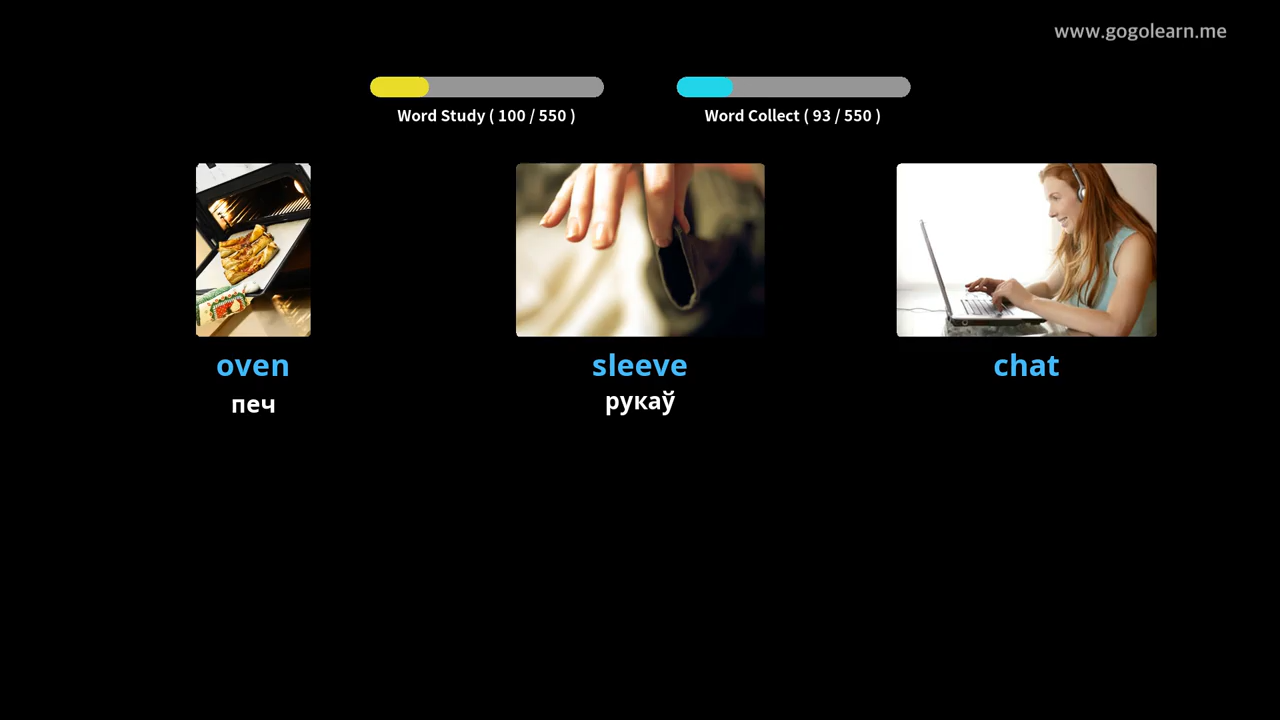 www.gogolearn.me
Word Study ( 100 / 550 )
Word Collect ( 93 / 550 )
oven
sleeve
chat
печ
рукаў